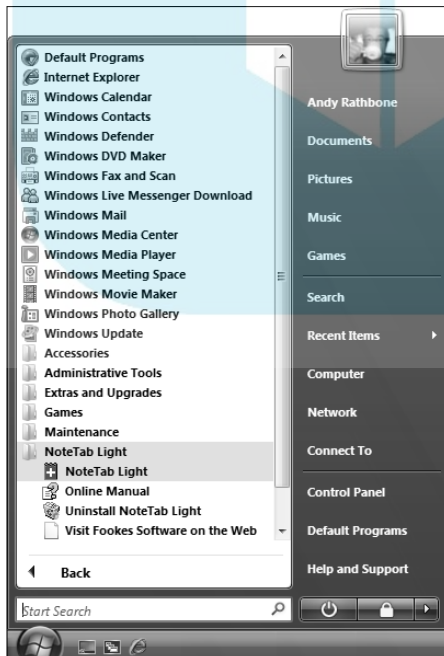 Default Programs
Internet Explorer
Windows Calendar
Windows Contacts
Windows Defender
Windows DVD Maker
Windows Fax and Scan
Windows Live Messenger Download
Windows Mail
Windows Media Center
Windows Media Player
Windows Meeting Space
Windows Movie Maker
Windows Photo Gallery
Windows Update
Accessories
Administrative Tools
Extras and Upgrades
Games
Maintenance
NoteTab Light
NoteTab Light
Online Manual
Uninstall NoteTab Light
Visit Fookes Software on the Web
Back
Start Search
Andy Rathbone
Documents
Pictures
Music
Games
Search
Recent Items
Computer
Network
Connect To
Control Panel
Default Programs
Help and Support